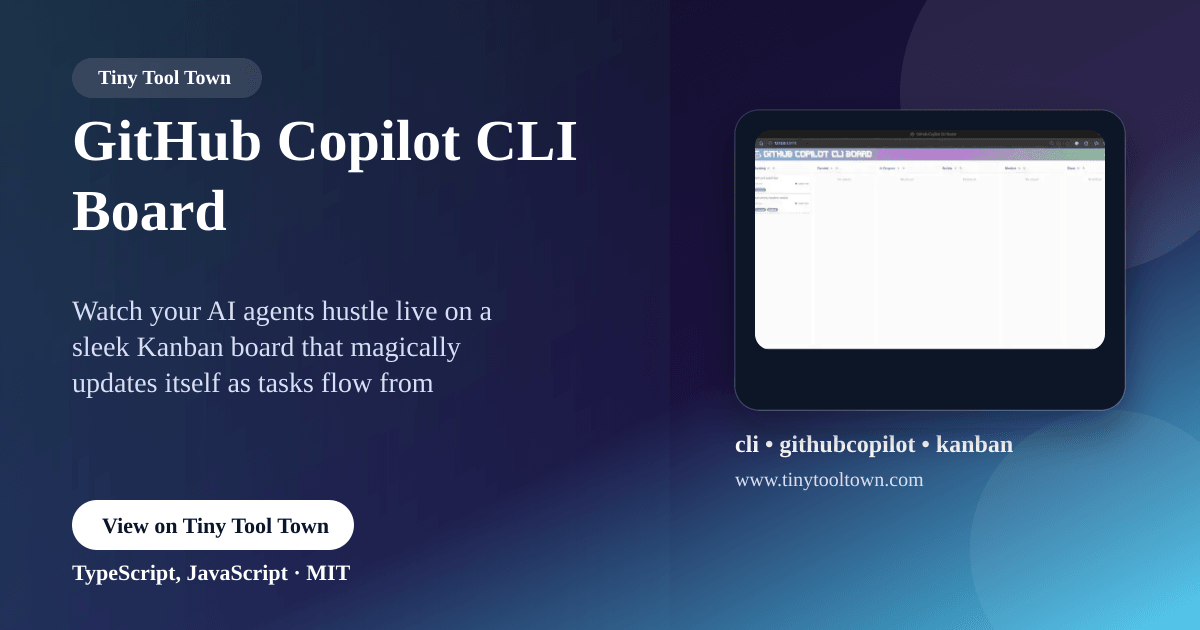 Tiny Tool Town
GitHub Copilot CLI
Board
Watch your AI agents hustle live on a
sleek Kanban board that magically
updates itself as tasks flow from
View on Tiny Tool Town
TypeScript, JavaScript · MIT
GITHUB COPILOT CLI BOARD
cli • githubcopilot • kanban
www.tinytooltown.com